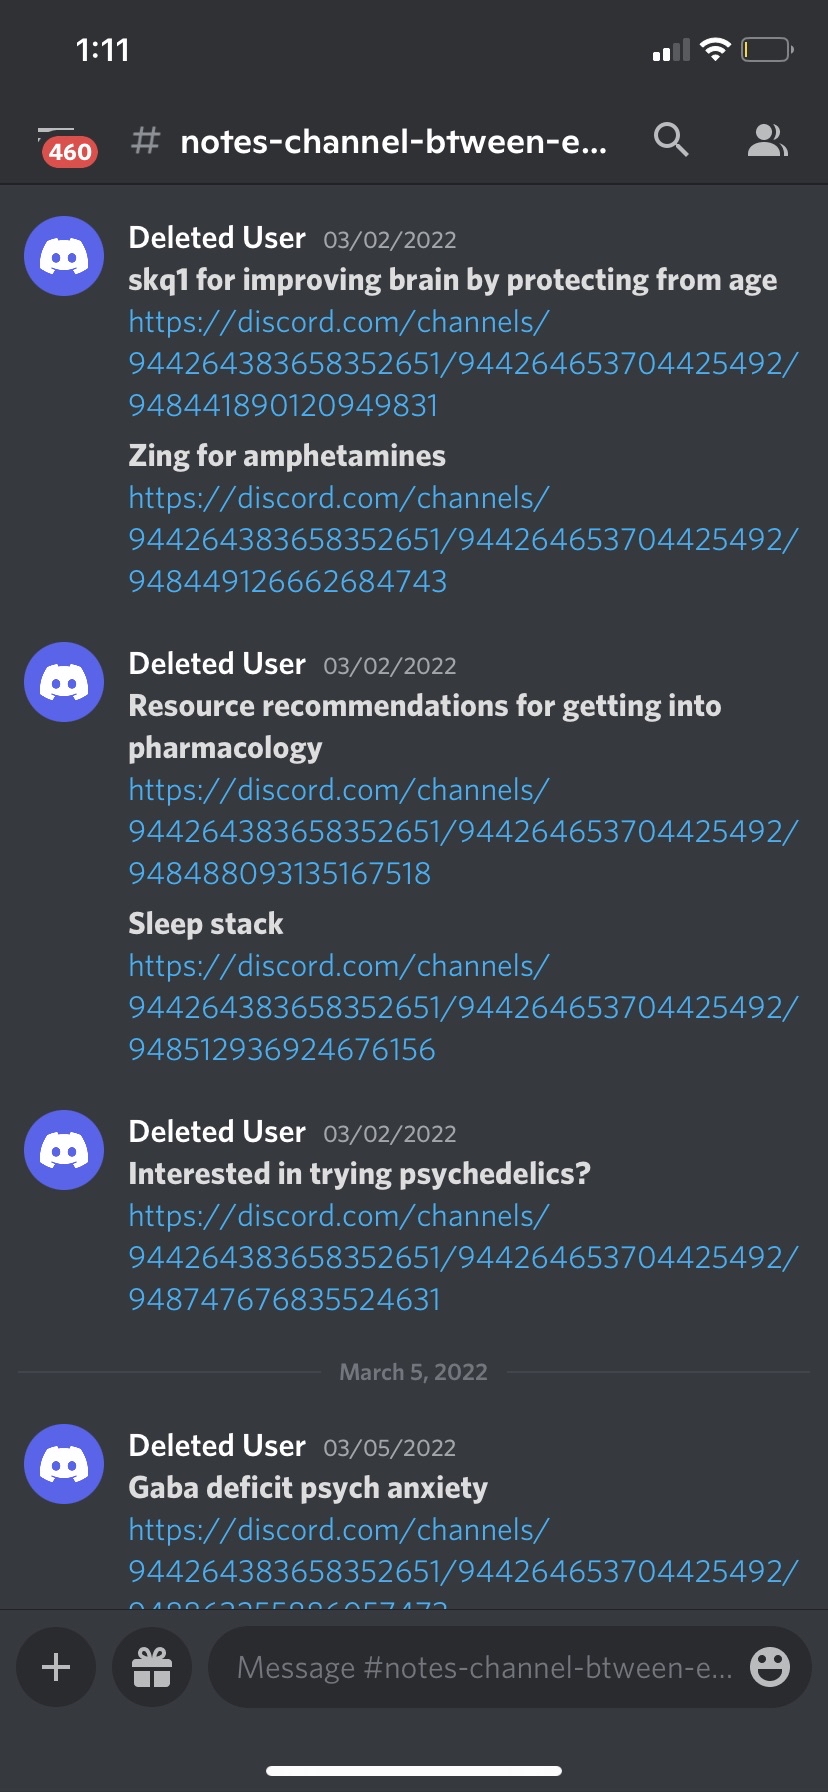 1:11
460
# notes-channel-btween-e...
Deleted User 03/02/2022
skq1 for improving brain by protecting from age
https://discord.com/channels/
944264383658352651/944264653704425492/
948441890120949831
Zing for amphetamines
https://discord.com/channels/
944264383658352651/944264653704425492/
948449126662684743
Deleted User 03/02/2022
Resource recommendations for getting into
pharmacology
https://discord.com/channels/
944264383658352651/944264653704425492/
948488093135167518
Sleep stack
https://discord.com/channels/
944264383658352651/944264653704425492/
948512936924676156
Deleted User 03/02/2022
Interested in trying psychedelics?
https://discord.com/channels/
944264383658352651/944264653704425492/
948747676835524631
March 5, 2022
Deleted User 03/05/2022
Gaba deficit psych anxiety
https://discord.com/channels/
944264383658352651/944264653704425492/
Message #notes-channel-btween-e...